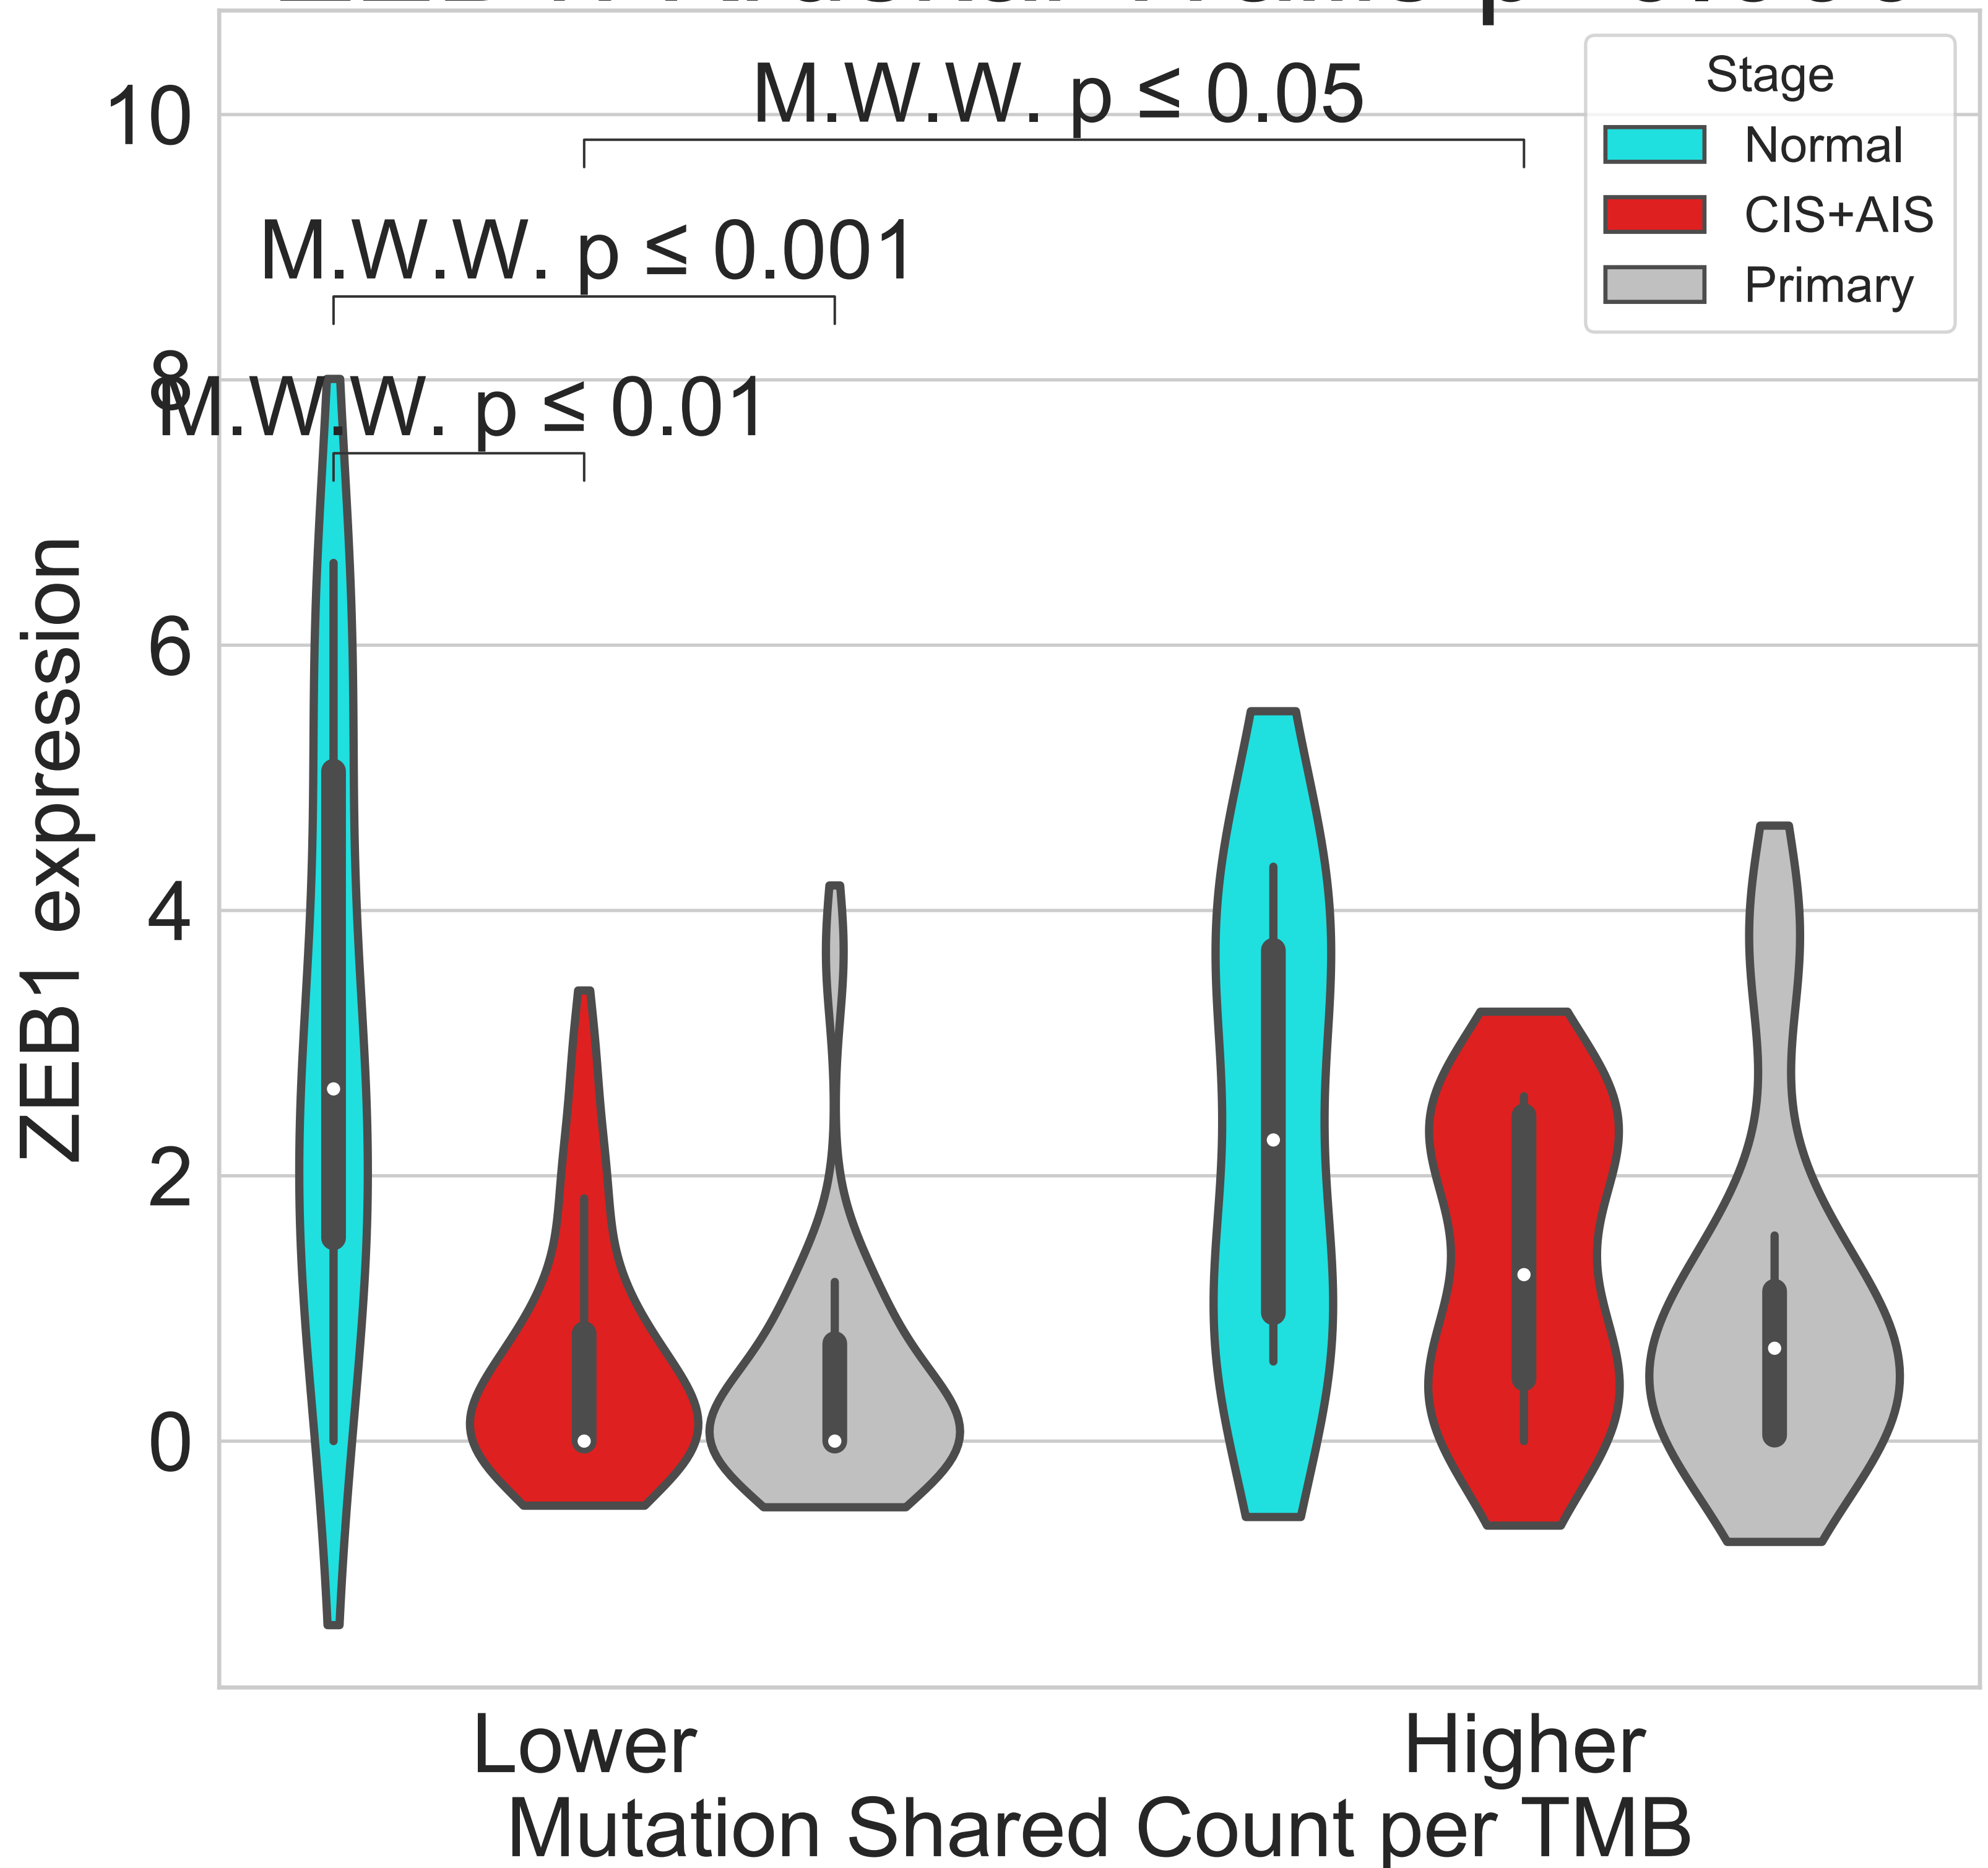 M.W.W. p ≤ 0.05
M.W.W. p ≤ 0.001
M.W.W. p ≤ 0.01
Stage
Normal
CIS+AIS
Primary
10
8
6
4
2
0
ZEB1 expression
Lower
Higher
Mutation Shared Count per TMB